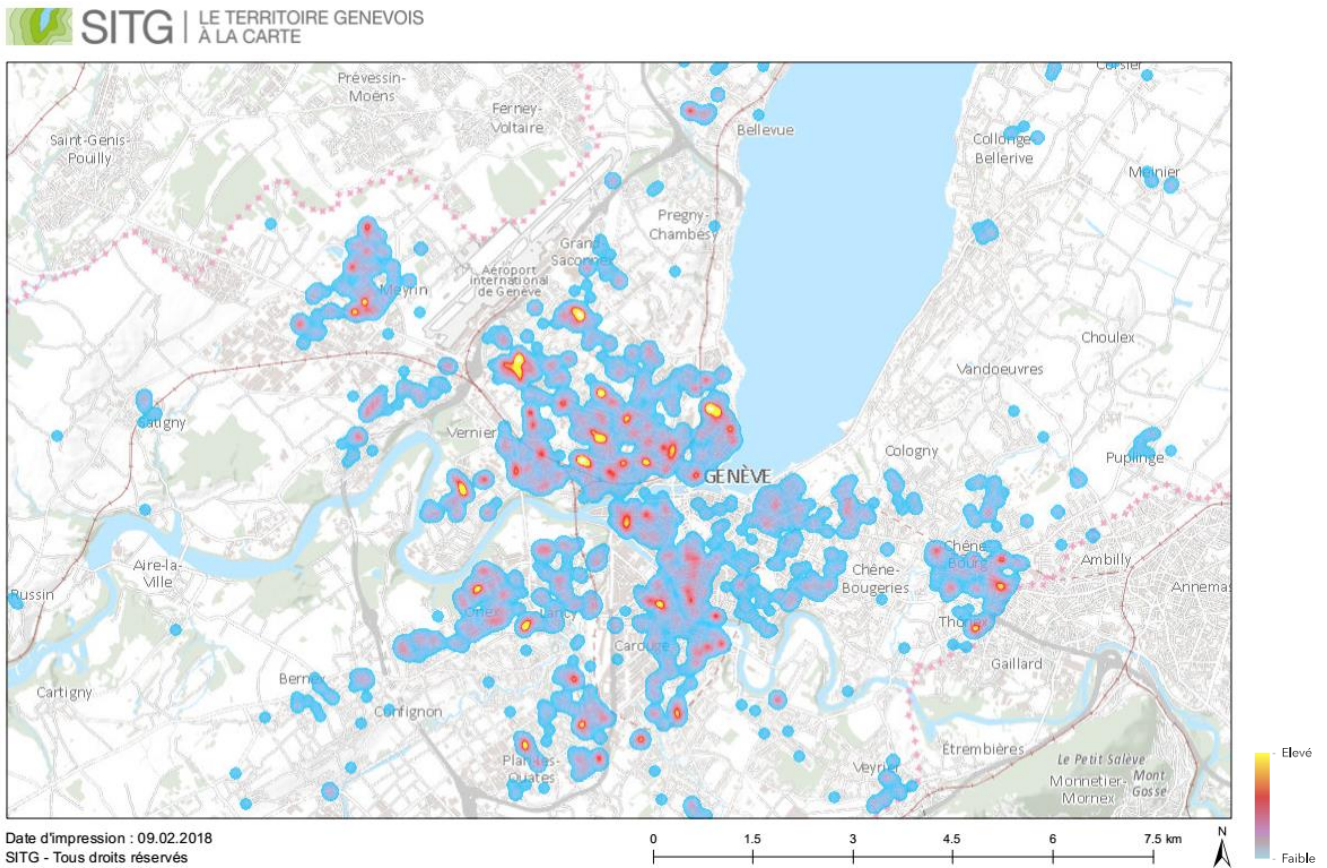 SITG | LE TERRITOIRE GENEVOIS
À LA CARTE
Prévessin-
Moëns
Ferney-
Voltaire
Saint-Genis-
Pouilly
Bellevue
Corsier
Collonge-
Bellerive
Meinier
Pregny-
Chambésy
Grand-
Saconnex
Aéroport
international
de Genève
Meyrin
Choulex
Vandoeuvres
Satigny
Vernier
Cologny
Puplinge
GENÈVE
Aire-la-
Ville
Chêne-
Bourg
Ambilly
Chêne-
Bougeries
Annemas
Russin
Onex
Lancy
Thônex
Carouge
Gaillard
Cartigny
Bernex
Confignon
Plan-les-
Ouates
Veyrier
Étrembières
Le Petit Salève
Monnetier-
Mornex
Mont
Gosse
Elevé
Faible
Date d'impression : 09.02.2018
SITG - Tous droits réservés
0 1.5 3 4.5 6 7.5 km
N